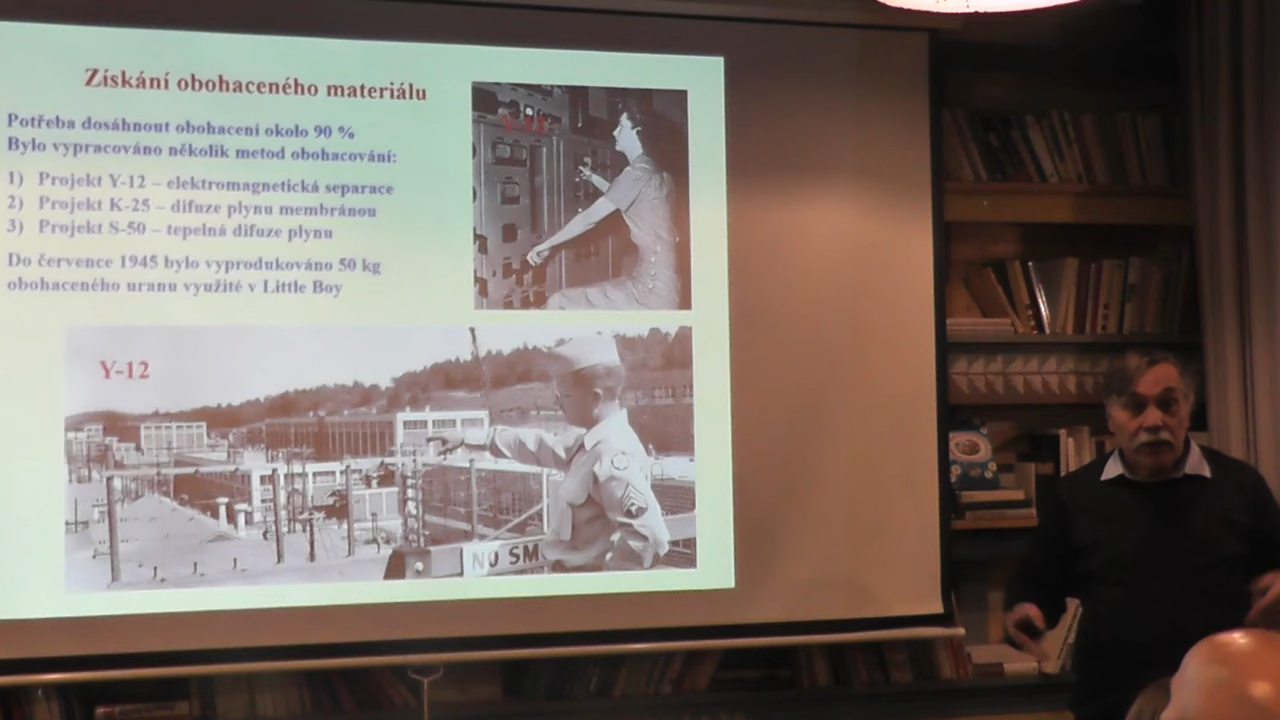 Získání obohaceného materiálu
Potřeba dosáhnout obohacení okolo 90 %
Bylo vypracováno několik metod obohacování:
1) Projekt Y-12 – elektromagnetická separace
2) Projekt K-25 – difuze plynu membránou
3) Projekt S-50 – tepelná difuze plynu
Do července 1945 bylo vyprodukováno 50 kg
obohaceného uranu využité v Little Boy
Y-12
Y-12
NO SM